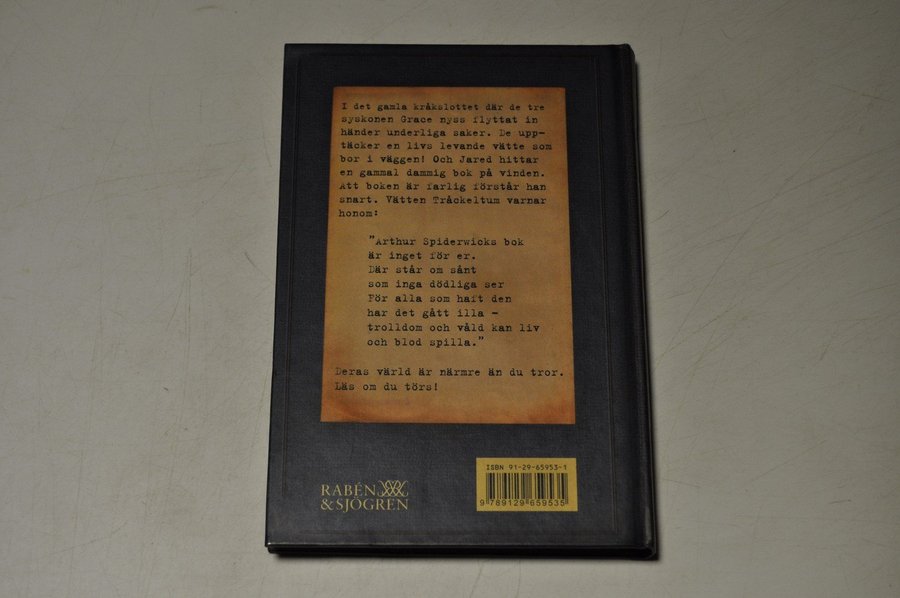 I det gamla kråkslottet där de tre
syskonen Grace nyss flyttat in
händer underliga saker. De upp-
täcker en livs levande vätte som
bor i väggen! Och Jared hittar
en gammal dammig bok på vinden.
Att boken är farlig förstår han
snart. Vätten Tråckeltum varnar
honom:
"Arthur Spiderwicks bok
är inget för er.
Där står om sånt
som inga dödliga ser
För alla som haft den
har det gått illa –
trolldom och våld kan liv
och blod spilla."
Deras värld är närmre än du tror.
Läs om du törs!
ISBN 91-29-65953-1
9 789129 659535
RABÉN
& SJÖGREN